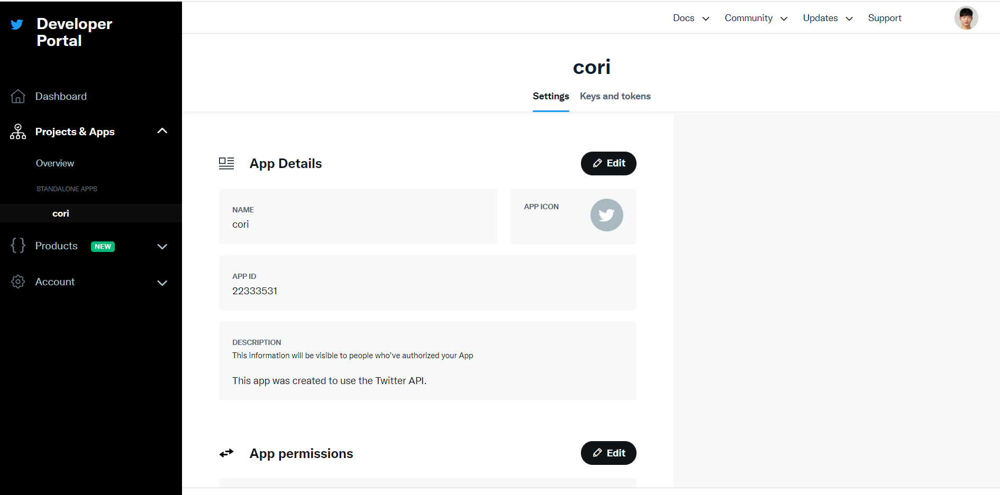 Developer
Portal
Docs
Community
Updates
Support
Dashboard
Projects & Apps
Overview
STANDALONE APPS
cori
Products NEW
Account
cori
Settings
Keys and tokens
App Details
Edit
NAME
cori
APP ICON
APP ID
22333531
DESCRIPTION
This information will be visible to people who've authorized your App
This app was created to use the Twitter API.
App permissions
Edit